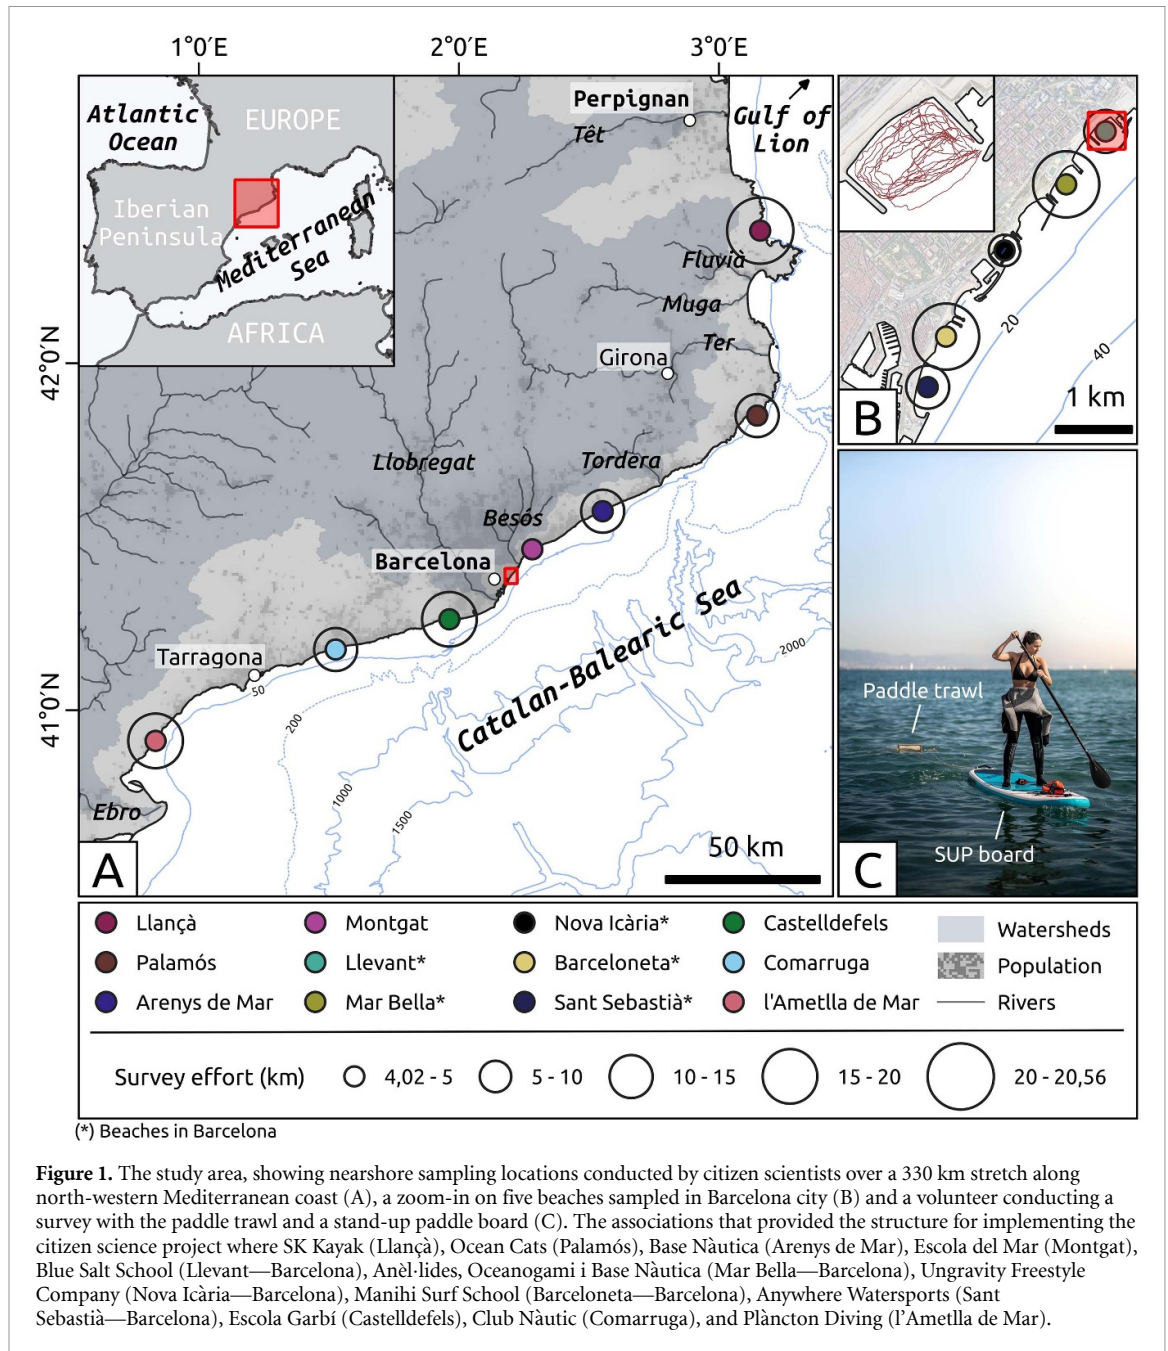 1°0′E
2°0′E
3°0′E
42°0′N
41°0′N
Atlantic
Ocean
EUROPE
Iberian
Peninsula
Mediterranean
Sea
AFRICA
Perpignan
Têt
Gulf of
Lion
Fluvià
Muga
Ter
Girona
Llobregat
Tordera
Besós
Barcelona
Tarragona
Ebro
Catalan-Balearic Sea
50
200
1000
1500
2000
50 km
A
20
40
1 km
B
Paddle trawl
SUP board
C
Llançà
Montgat
Nova Icària*
Castelldefels
Watersheds
Palamós
Llevant*
Barceloneta*
Comarruga
Population
Arenys de Mar
Mar Bella*
Sant Sebastià*
l'Ametlla de Mar
Rivers
Survey effort (km)
4,02 - 5
5 - 10
10 - 15
15 - 20
20 - 20,56
(*) Beaches in Barcelona
Figure 1. The study area, showing nearshore sampling locations conducted by citizen scientists over a 330 km stretch along
north-western Mediterranean coast (A), a zoom-in on five beaches sampled in Barcelona city (B) and a volunteer conducting a
survey with the paddle trawl and a stand-up paddle board (C). The associations that provided the structure for implementing the
citizen science project where SK Kayak (Llançà), Ocean Cats (Palamós), Base Nàutica (Arenys de Mar), Escola del Mar (Montgat),
Blue Salt School (Llevant—Barcelona), Anèl·lides, Oceanogami i Base Nàutica (Mar Bella—Barcelona), Ungravity Freestyle
Company (Nova Icària—Barcelona), Manihi Surf School (Barceloneta—Barcelona), Anywhere Watersports (Sant
Sebastià—Barcelona), Escola Garbí (Castelldefels), Club Nàutic (Comarruga), and Plàncton Diving (l'Ametlla de Mar).